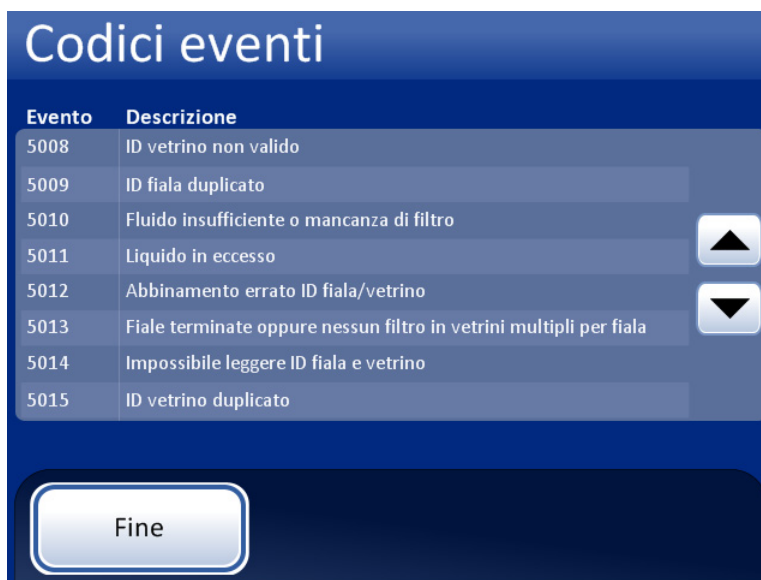 Codici eventi
Evento Descrizione
5008 ID vetrino non valido
5009 ID fiala duplicato
5010 Fluido insufficiente o mancanza di filtro
5011 Liquido in eccesso
5012 Abbinamento errato ID fiala/vetrino
5013 Fiale terminate oppure nessun filtro in vetrini multipli per fiala
5014 Impossibile leggere ID fiala e vetrino
5015 ID vetrino duplicato
Fine